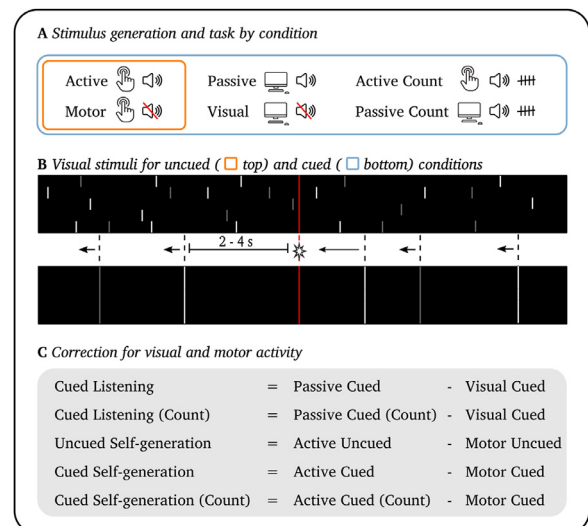 A Stimulus generation and task by condition
Active Passive Active Count
Motor Visual Passive Count
B Visual stimuli for uncued ( top) and cued ( bottom) conditions
2 - 4 s
C Correction for visual and motor activity
Cued Listening = Passive Cued - Visual Cued
Cued Listening (Count) = Passive Cued (Count) - Visual Cued
Uncued Self-generation = Active Uncued - Motor Uncued
Cued Self-generation = Active Cued - Motor Cued
Cued Self-generation (Count) = Active Cued (Count) - Motor Cued